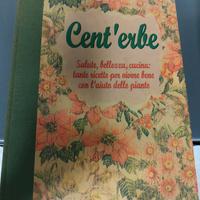 Cent'erbe
Salute, bellezza, cucina:
tante ricette per vivere bene
con l'aiuto delle piante